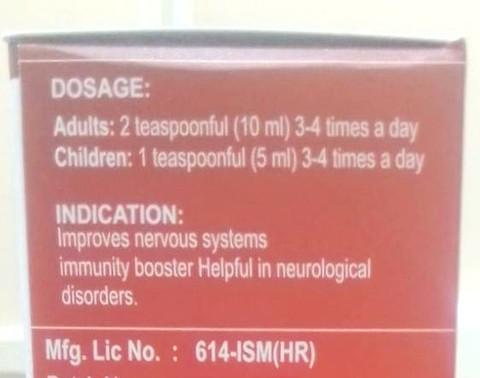 DOSAGE:
Adults: 2 teaspoonful (10 ml) 3-4 times a day
Children: 1 teaspoonful (5 ml) 3-4 times a day
INDICATION:
Improves nervous systems
immunity booster Helpful in neurological
disorders.
Mfg. Lic No. : 614-ISM(HR)